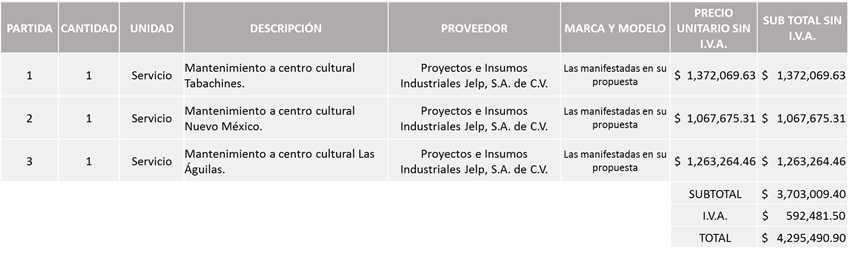 PARTIDA CANTIDAD UNIDAD DESCRIPCIÓN PROVEEDOR MARCA Y MODELO PRECIO UNITARIO SIN I.V.A. SUB TOTAL SIN I.V.A.
1 1 Servicio Mantenimiento a centro cultural Tabachines. Proyectos e Insumos Industriales Jelp, S.A. de C.V. Las manifestadas en su propuesta $ 1,372,069.63 $ 1,372,069.63
2 1 Servicio Mantenimiento a centro cultural Nuevo México. Proyectos e Insumos Industriales Jelp, S.A. de C.V. Las manifestadas en su propuesta $ 1,067,675.31 $ 1,067,675.31
3 1 Servicio Mantenimiento a centro cultural Las Águilas. Proyectos e Insumos Industriales Jelp, S.A. de C.V. Las manifestadas en su propuesta $ 1,263,264.46 $ 1,263,264.46
SUBTOTAL $ 3,703,009.40
I.V.A. $ 592,481.50
TOTAL $ 4,295,490.90